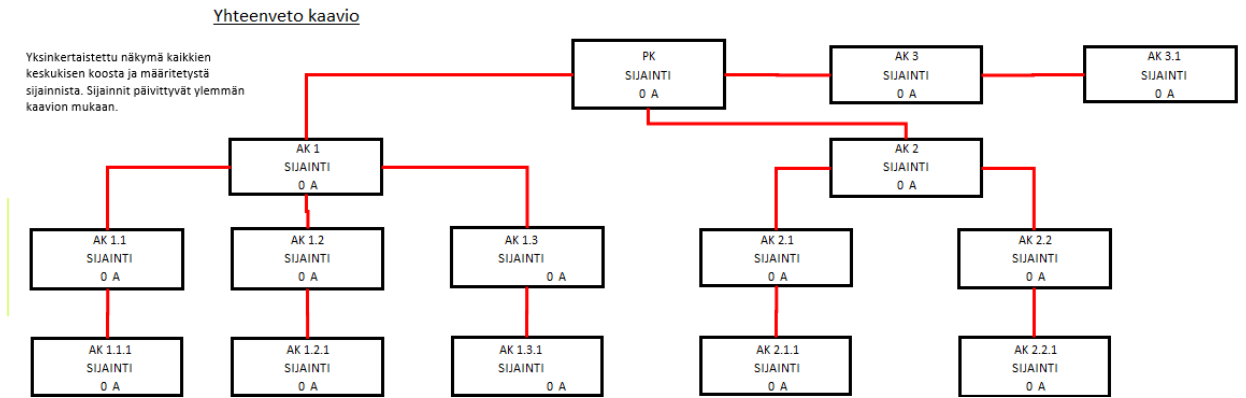 Yhteenveto kaavio
Yksinkertaistettu näkymä kaikkien
keskukisen koosta ja määritetystä
sijainnista. Sijainnit päivittyvät ylemmän
kaavion mukaan.
PK
SIJAINTI
0 A
AK 3
SIJAINTI
0 A
AK 3.1
SIJAINTI
0 A
AK 1
SIJAINTI
0 A
AK 2
SIJAINTI
0 A
AK 1.1
SIJAINTI
0 A
AK 1.2
SIJAINTI
0 A
AK 1.3
SIJAINTI
0 A
AK 2.1
SIJAINTI
0 A
AK 2.2
SIJAINTI
0 A
AK 1.1.1
SIJAINTI
0 A
AK 1.2.1
SIJAINTI
0 A
AK 1.3.1
SIJAINTI
0 A
AK 2.1.1
SIJAINTI
0 A
AK 2.2.1
SIJAINTI
0 A